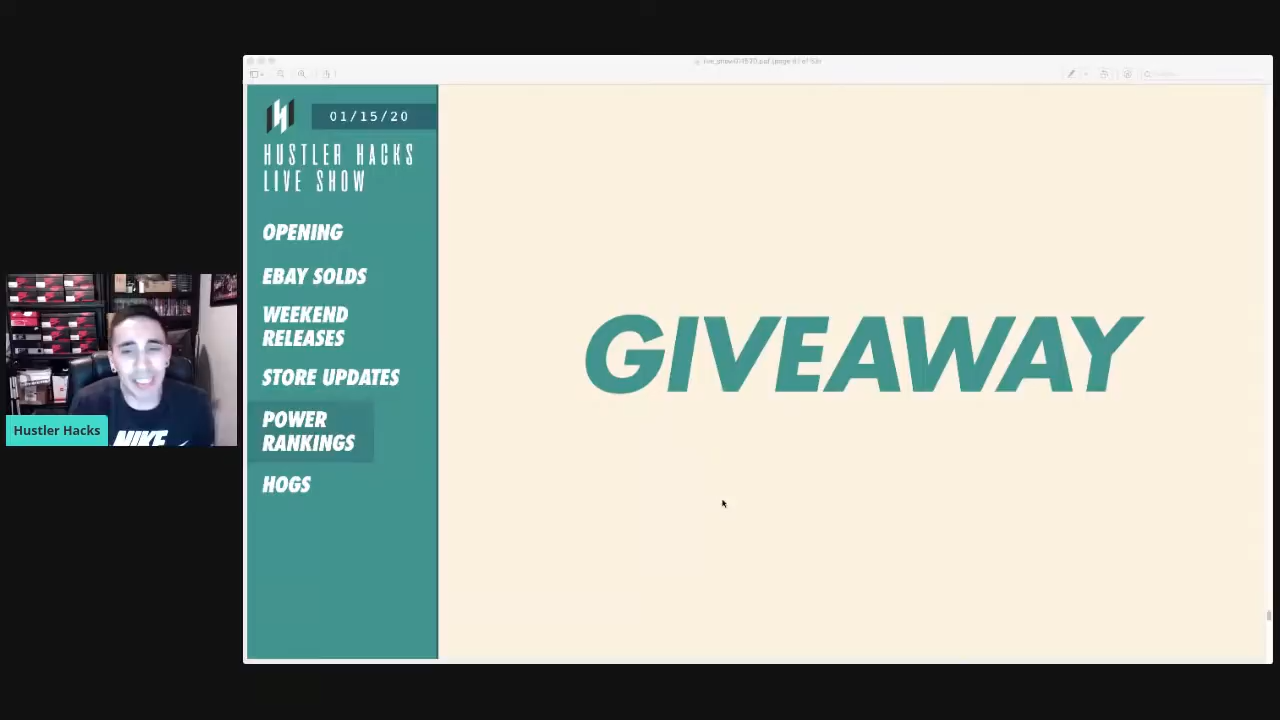 01/15/20
HUSTLER HACKS
LIVE SHOW
OPENING
EBAY SOLDS
WEEKEND
RELEASES
STORE UPDATES
POWER
RANKINGS
HOGS
GIVEAWAY
Hustler Hacks
NIKE